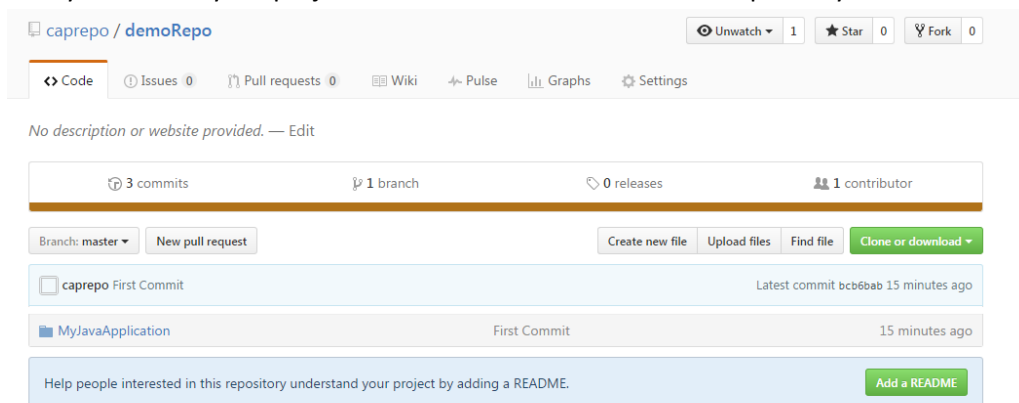 caprepo / demoRepo
Unwatch 1 Star 0 Fork 0
Code Issues 0 Pull requests 0 Wiki Pulse Graphs Settings
No description or website provided. — Edit
3 commits 1 branch 0 releases 1 contributor
Branch: master New pull request Create new file Upload files Find file Clone or download
caprepo First Commit Latest commit bcb6bab 15 minutes ago
MyJavaApplication First Commit 15 minutes ago
Help people interested in this repository understand your project by adding a README. Add a README